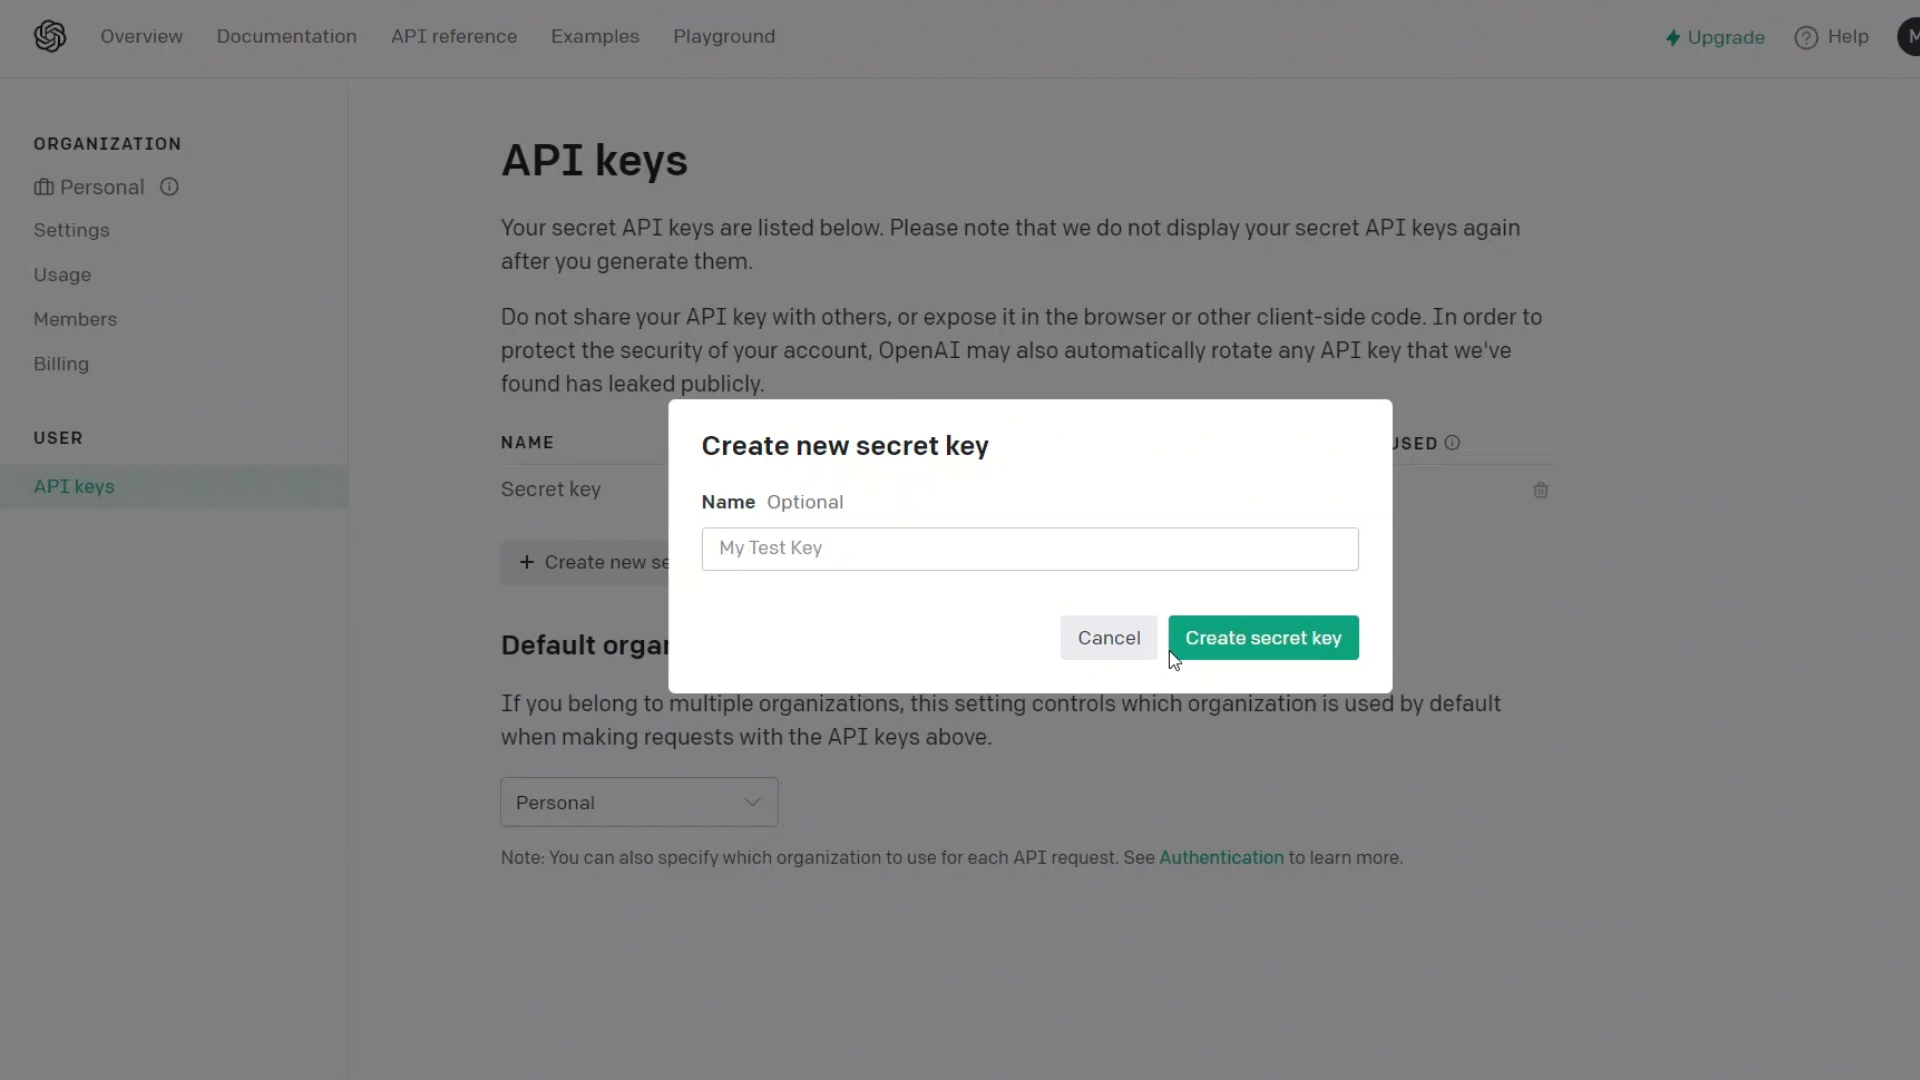 Overview Documentation API reference Examples Playground Upgrade Help M
ORGANIZATION
Personal
Settings
Usage
Members
Billing
USER
API keys
API keys
Your secret API keys are listed below. Please note that we do not display your secret API keys again
after you generate them.
Do not share your API key with others, or expose it in the browser or other client-side code. In order to
protect the security of your account, OpenAI may also automatically rotate any API key that we've
found has leaked publicly.
NAME USED
Secret key
+ Create new se
Create new secret key
Name Optional
My Test Key
Cancel Create secret key
Default organ
If you belong to multiple organizations, this setting controls which organization is used by default
when making requests with the API keys above.
Personal
Note: You can also specify which organization to use for each API request. See Authentication to learn more.